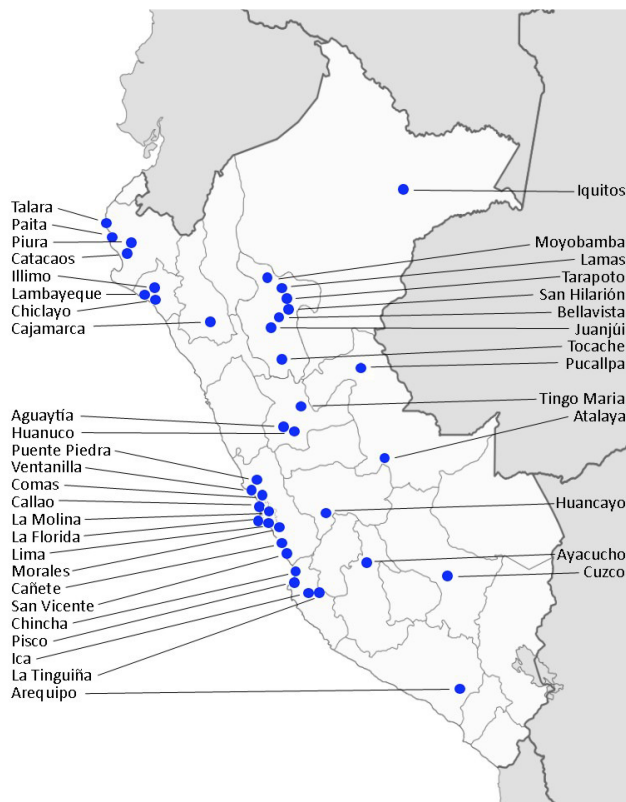 Talara
Paita
Piura
Catacaos
Illimo
Lambayeque
Chiclayo
Cajamarca
Aguaytía
Huanuco
Puente Piedra
Ventanilla
Comas
Callao
La Molina
La Florida
Lima
Morales
Cañete
San Vicente
Chincha
Pisco
Ica
La Tinguiña
Arequipo
Iquitos
Moyobamba
Lamas
Tarapoto
San Hilarión
Bellavista
Juanjúi
Tocache
Pucallpa
Tingo Maria
Atalaya
Huancayo
Ayacucho
Cuzco